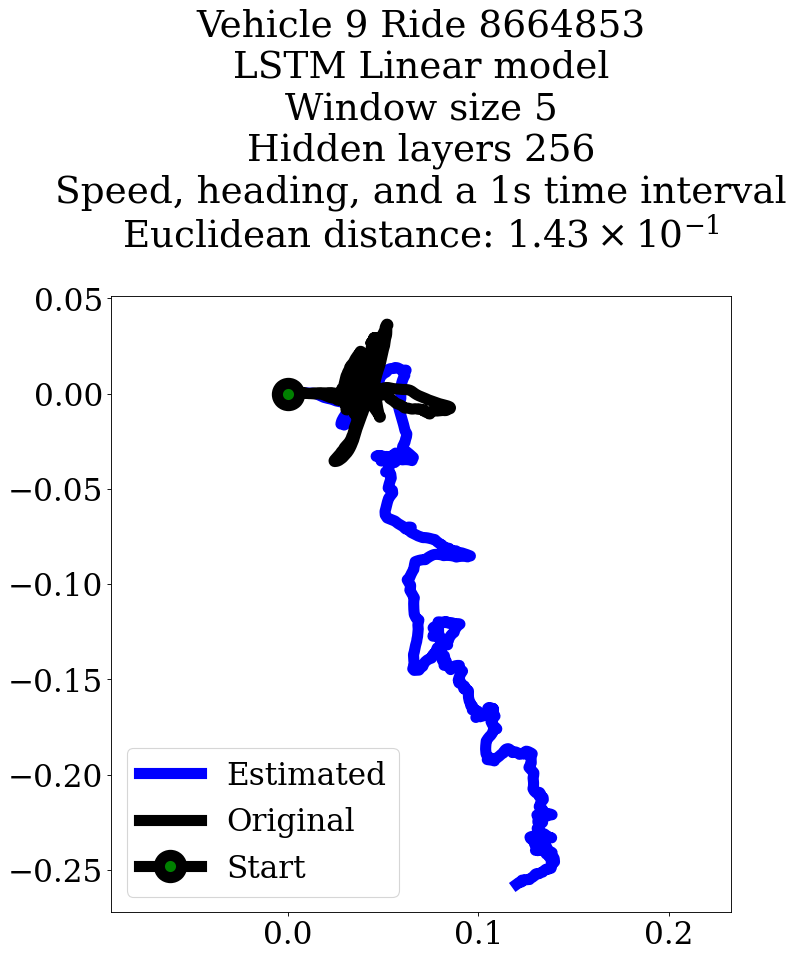 Vehicle 9 Ride 8664853
LSTM Linear model
Window size 5
Hidden layers 256
Speed, heading, and a 1s time interval
Euclidean distance: 1.43 × 10⁻¹
0.05
0.00
−0.05
−0.10
−0.15
−0.20
−0.25
Estimated
Original
Start
0.0 0.1 0.2